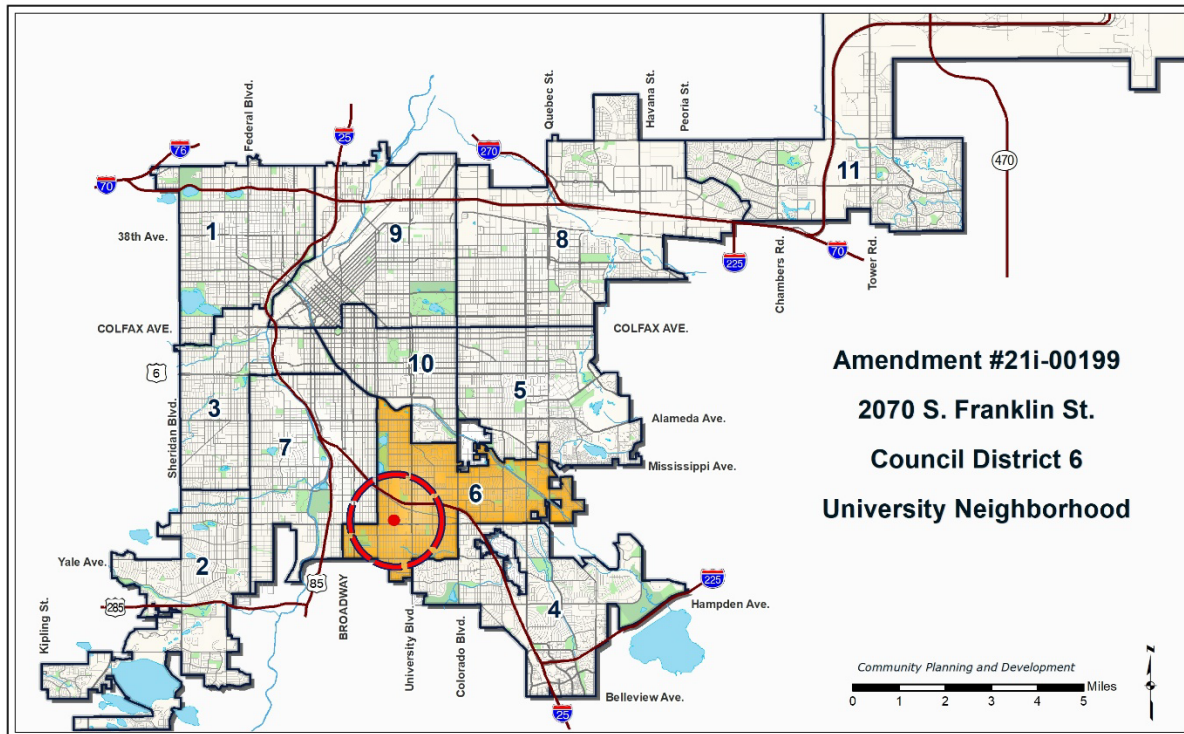 Federal Blvd.
25
Quebec St.
Havana St.
Peoria St.
76
270
70
470
11
1
38th Ave.
9
8
225
70
Chambers Rd.
Tower Rd.
COLFAX AVE.
COLFAX AVE.
6
10
5
3
Sheridan Blvd.
7
Alameda Ave.
Mississippi Ave.
6
2
Yale Ave.
85
285
BROADWAY
University Blvd.
Colorado Blvd.
4
225
Hampden Ave.
Kipling St.
Belleview Ave.
25
Amendment #21i-00199
2070 S. Franklin St.
Council District 6
University Neighborhood
Community Planning and Development
Miles
0 1 2 3 4 5
N